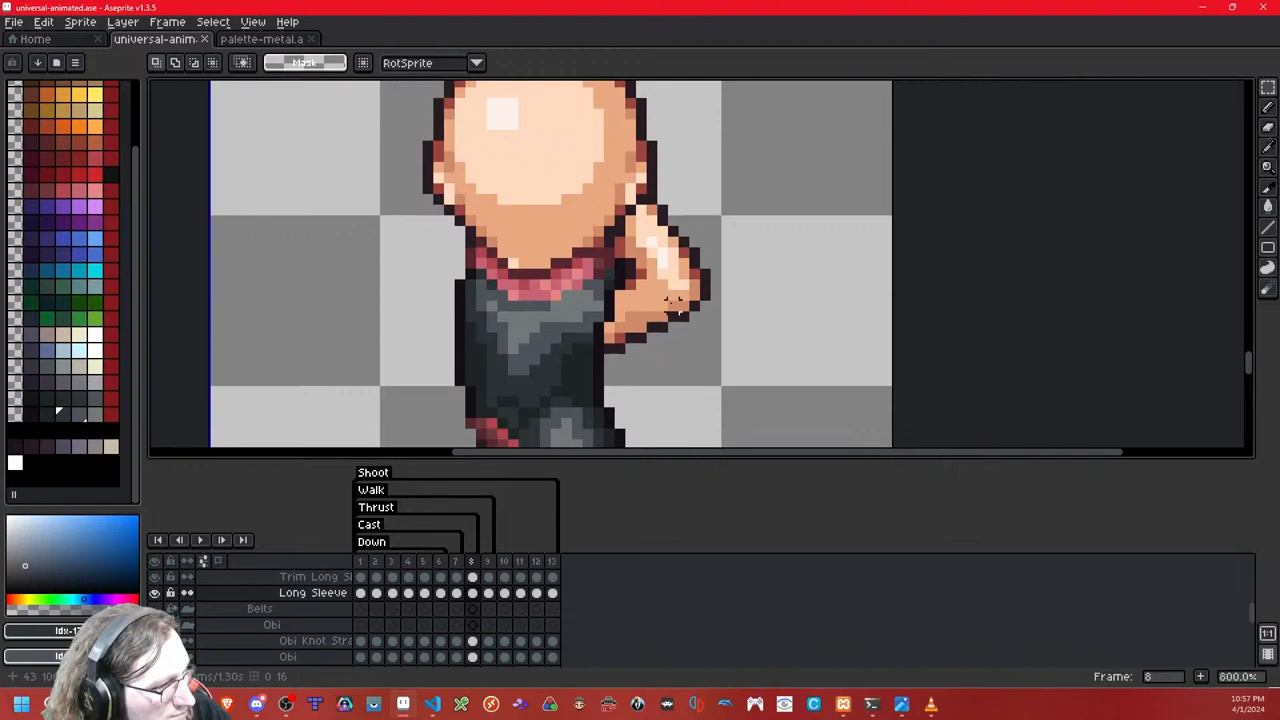 universal-animated.ase - Aseprite v1.3.5
File Edit Sprite Layer Frame Select View Help
Home universal-anim. palette-metal.a
Mask RotSprite
Shoot
Walk
Thrust
Cast
Down
1 2 3 4 5 6 7 8 9 10 11 12 13
Trim Long S
Long Sleeve
Belts
Obi
Obi Knot Stra
Obi
Frame: 8 800.0%
1:1
10:57 PM
4/1/2024